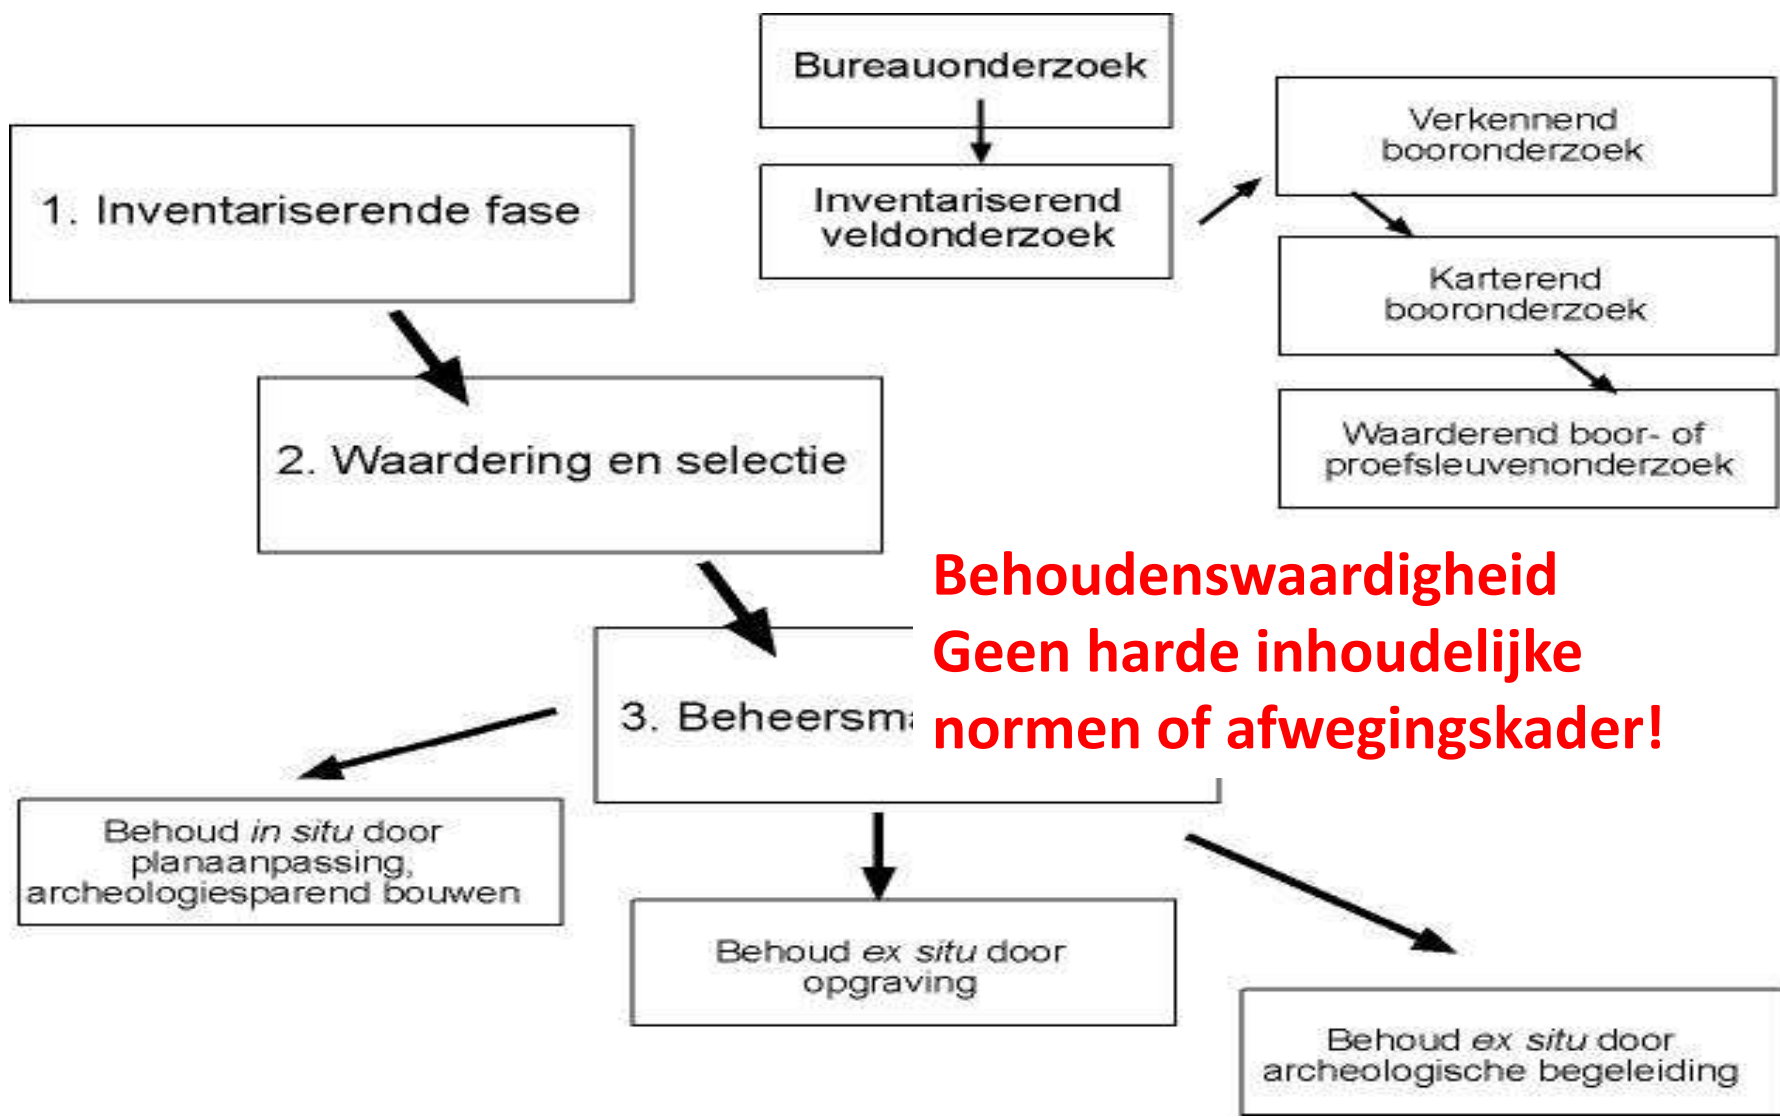 Bureauonderzoek
Inventariserend
veldonderzoek
Verkennend
booronderzoek
Karterend
booronderzoek
Waarderend boor- of
proefsleuvenonderzoek
1. Inventariserende fase
2. Waardering en selectie
Behoudenswaardigheid
Geen harde inhoudelijke
normen of afwegingskader!
3. Beheersma
Behoud in situ door
planaanpassing,
archeologiesparend bouwen
Behoud ex situ door
opgraving
Behoud ex situ door
archeologische begeleiding